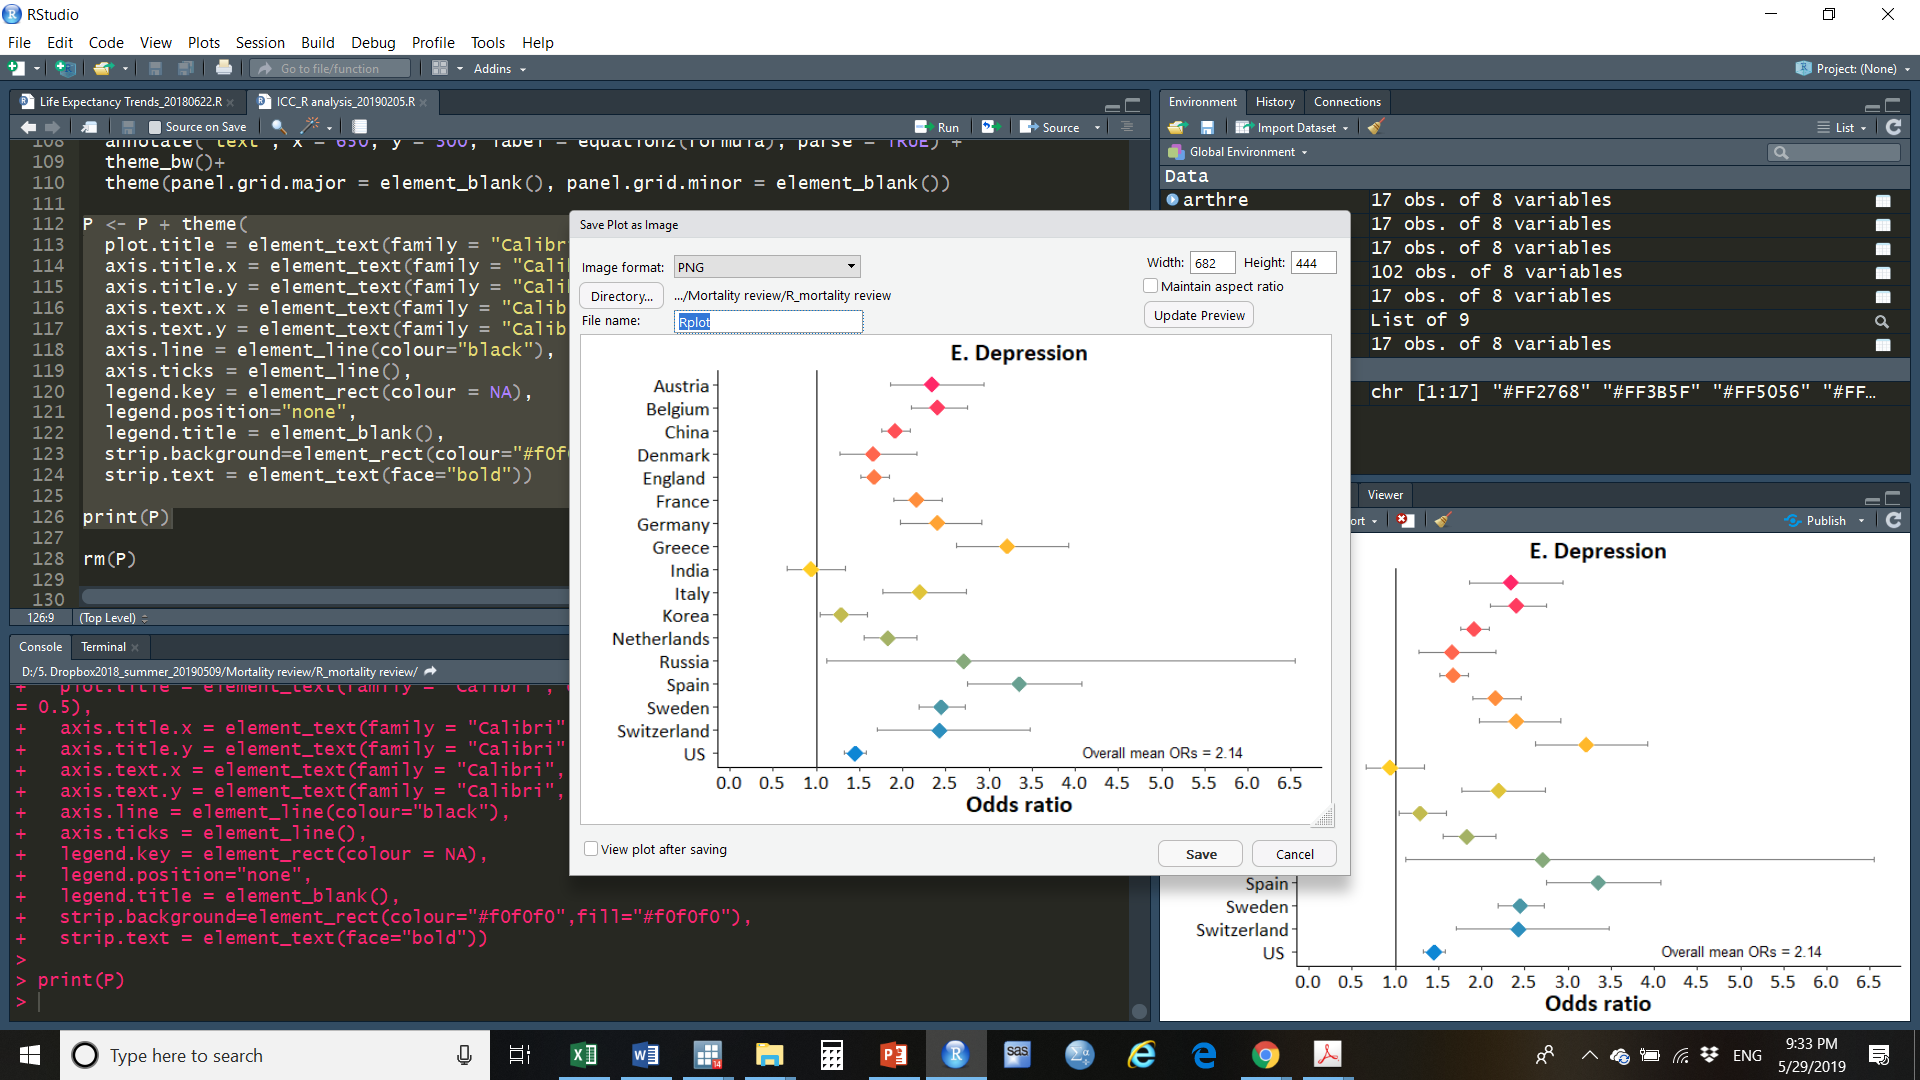 RStudio
File Edit Code View Plots Session Build Debug Profile Tools Help
Go to file/function Addins Project: (None)
Life Expectancy Trends_20180622.R ICC_R analysis_20190205.R
Source on Save Run Source
109 theme_bw()+
110 theme(panel.grid.major = element_blank(), panel.grid.minor = element_blank())
111
112 P <- P + theme(
113 plot.title = element_text(family = "Calibr
114 axis.title.x = element_text(family = "Cali
115 axis.title.y = element_text(family = "Cali
116 axis.text.x = element_text(family = "Calib
117 axis.text.y = element_text(family = "Calib
118 axis.line = element_line(colour="black"),
119 axis.ticks = element_line(),
120 legend.key = element_rect(colour = NA),
121 legend.position="none",
122 legend.title = element_blank(),
123 strip.background=element_rect(colour="#f0f
124 strip.text = element_text(face="bold"))
125
126 print(P)
127
128 rm(P)
129
130
126:9 (Top Level)
Console Terminal
D:/5. Dropbox2018_summer_20190509/Mortality review/R_mortality review/
= 0.5),
+ axis.title.x = element_text(family = "Calibri"
+ axis.title.y = element_text(family = "Calibri"
+ axis.text.x = element_text(family = "Calibri",
+ axis.text.y = element_text(family = "Calibri",
+ axis.line = element_line(colour="black"),
+ axis.ticks = element_line(),
+ legend.key = element_rect(colour = NA),
+ legend.position="none",
+ legend.title = element_blank(),
+ strip.background=element_rect(colour="#f0f0f0",fill="#f0f0f0"),
+ strip.text = element_text(face="bold"))
>
> print(P)
>
Save Plot as Image
Image format: PNG
Width: 682 Height: 444
Directory... .../Mortality review/R_mortality review
Maintain aspect ratio
File name: Rplot
Update Preview
E. Depression
Austria
Belgium
China
Denmark
England
France
Germany
Greece
India
Italy
Korea
Netherlands
Russia
Spain
Sweden
Switzerland
US
Overall mean ORs = 2.14
0.0 0.5 1.0 1.5 2.0 2.5 3.0 3.5 4.0 4.5 5.0 5.5 6.0 6.5
Odds ratio
View plot after saving
Save Cancel
Environment History Connections
Import Dataset List
Global Environment
Data
arthre 17 obs. of 8 variables
17 obs. of 8 variables
17 obs. of 8 variables
102 obs. of 8 variables
17 obs. of 8 variables
List of 9
17 obs. of 8 variables
chr [1:17] "#FF2768" "#FF3B5F" "#FF5056" "#FF…
Viewer
ort Publish
E. Depression
Spain
Sweden
Switzerland
US
Overall mean ORs = 2.14
0.0 0.5 1.0 1.5 2.0 2.5 3.0 3.5 4.0 4.5 5.0 5.5 6.0 6.5
Odds ratio
Type here to search
14
sas
ENG
9:33 PM
5/29/2019